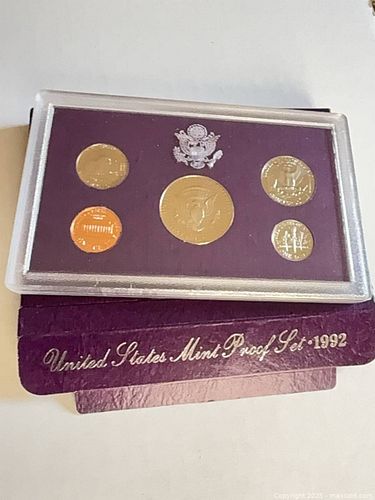 United States Mint Proof Set · 1992